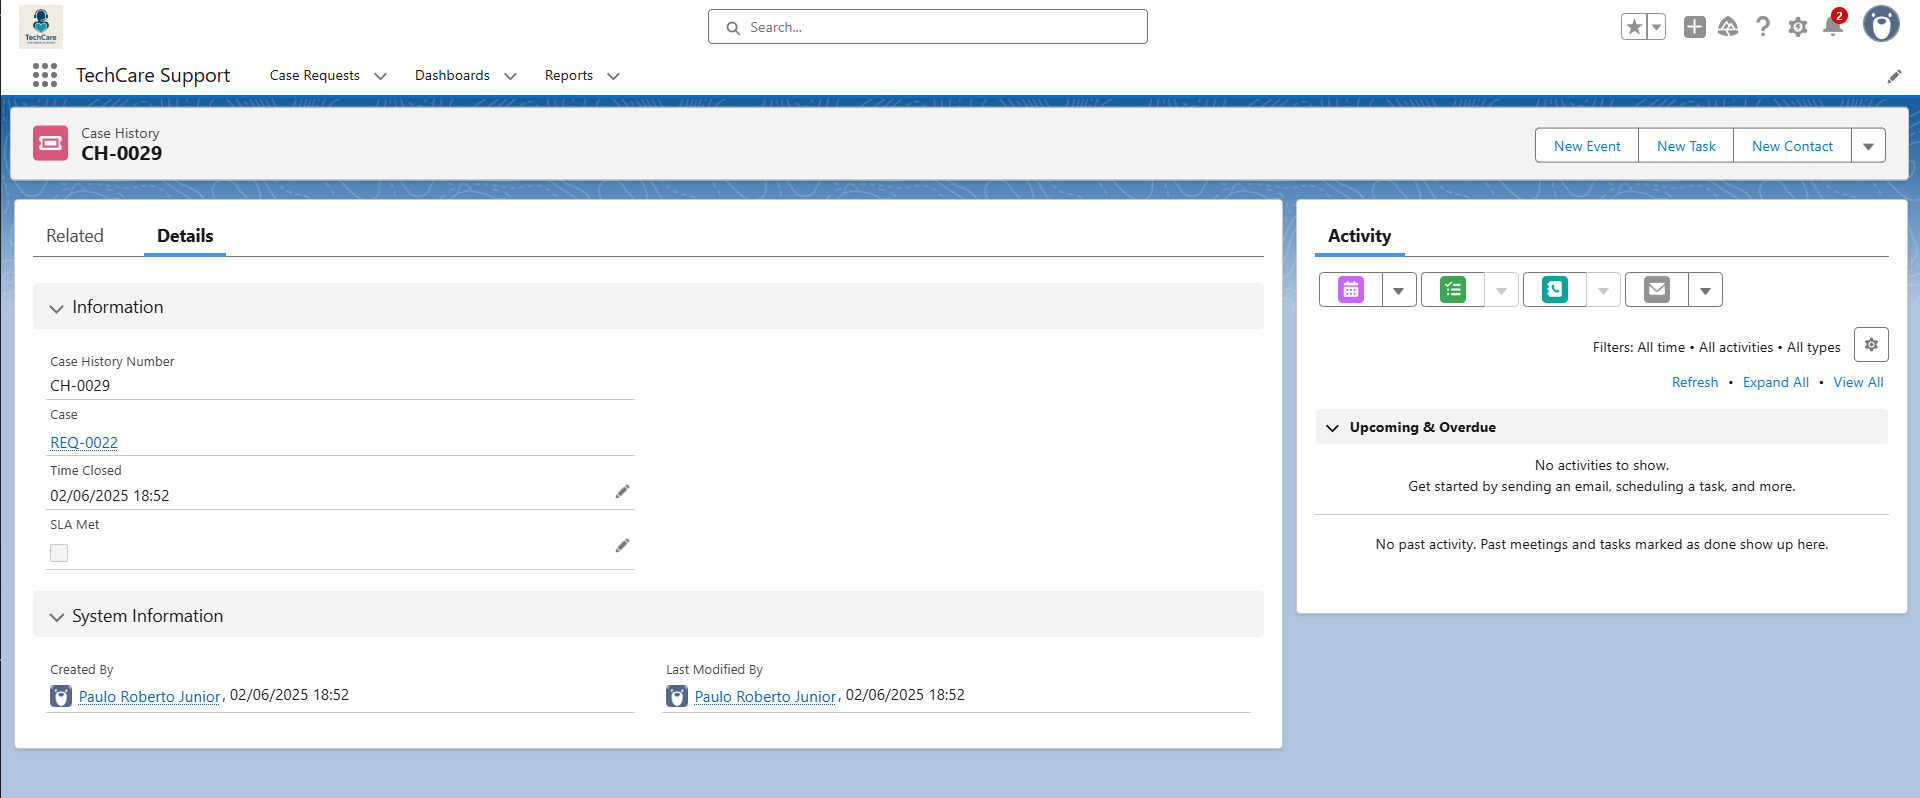 TechCare
CUSTOMER SUPPORT
Search...
2
TechCare Support
Case Requests
Dashboards
Reports
Case History
CH-0029
New Event
New Task
New Contact
Related
Details
Information
Case History Number
CH-0029
Case
REQ-0022
Time Closed
02/06/2025 18:52
SLA Met
System Information
Created By
Paulo Roberto Junior, 02/06/2025 18:52
Last Modified By
Paulo Roberto Junior, 02/06/2025 18:52
Activity
Filters: All time • All activities • All types
Refresh • Expand All • View All
Upcoming & Overdue
No activities to show.
Get started by sending an email, scheduling a task, and more.
No past activity. Past meetings and tasks marked as done show up here.